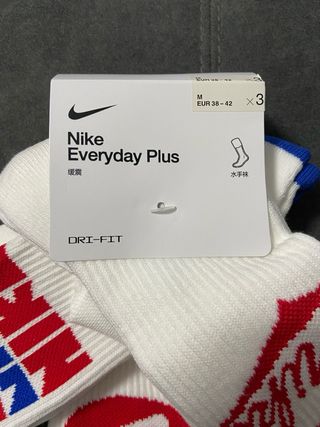 M
EUR 38-42
×3
Nike
Everyday Plus
缓震
水手袜
DRI-FIT